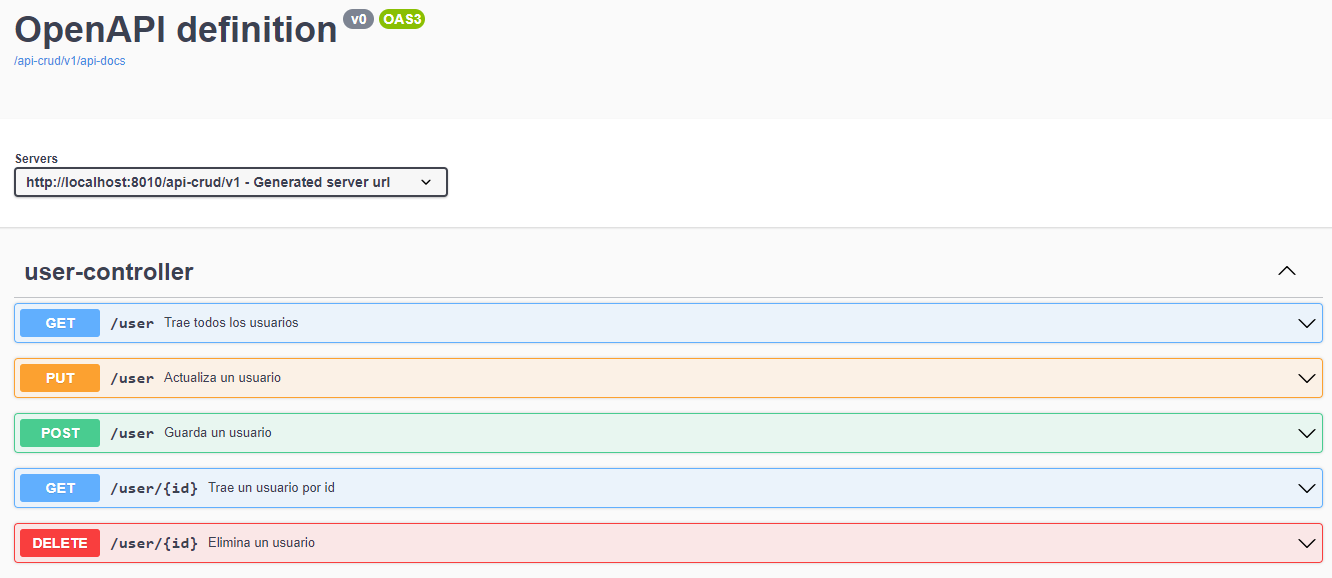 OpenAPI definition v0 OAS3
/api-crud/v1/api-docs
Servers
http://localhost:8010/api-crud/v1 - Generated server url
user-controller
GET /user Trae todos los usuarios
PUT /user Actualiza un usuario
POST /user Guarda un usuario
GET /user/{id} Trae un usuario por id
DELETE /user/{id} Elimina un usuario